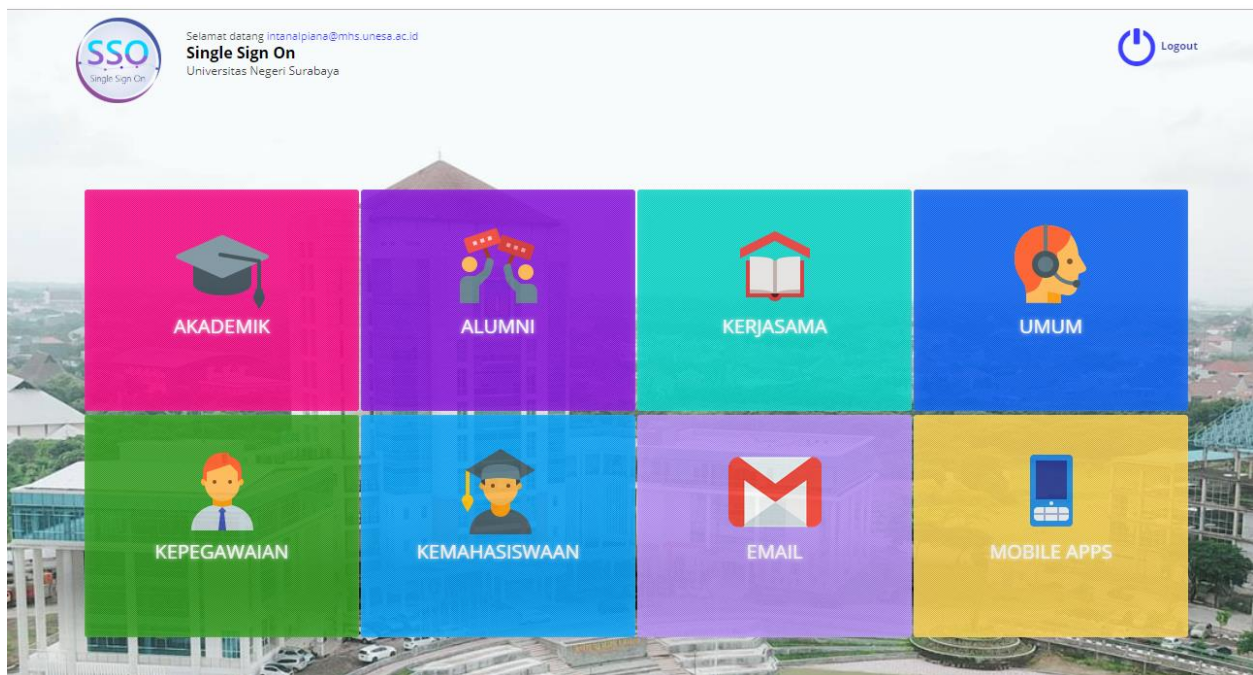 SSO
Single Sign On
Selamat datang intanalpiana@mhs.unesa.ac.id
Single Sign On
Universitas Negeri Surabaya
Logout
AKADEMIK
ALUMNI
KERJASAMA
UMUM
KEPEGAWAIAN
KEMAHASISWAAN
EMAIL
MOBILE APPS